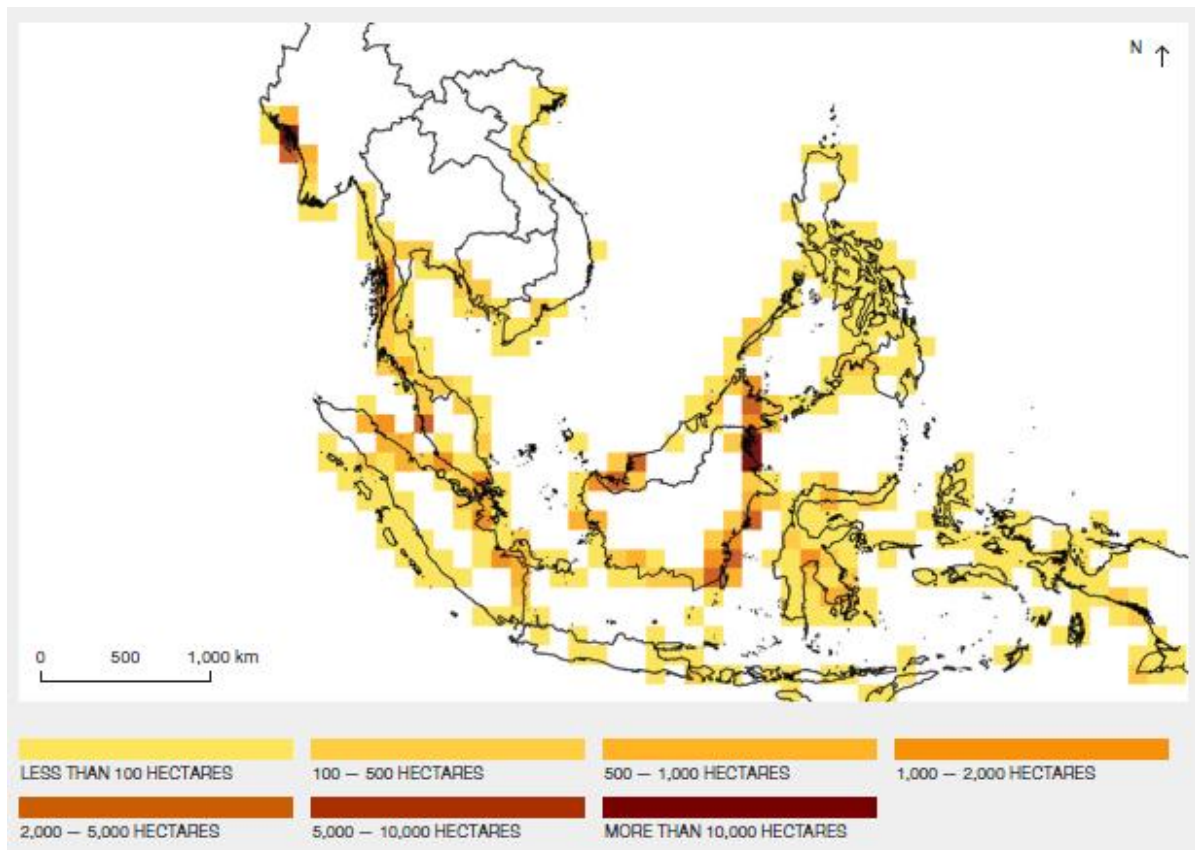 N
0 500 1,000 km
LESS THAN 100 HECTARES
100 — 500 HECTARES
500 — 1,000 HECTARES
1,000 — 2,000 HECTARES
2,000 — 5,000 HECTARES
5,000 — 10,000 HECTARES
MORE THAN 10,000 HECTARES